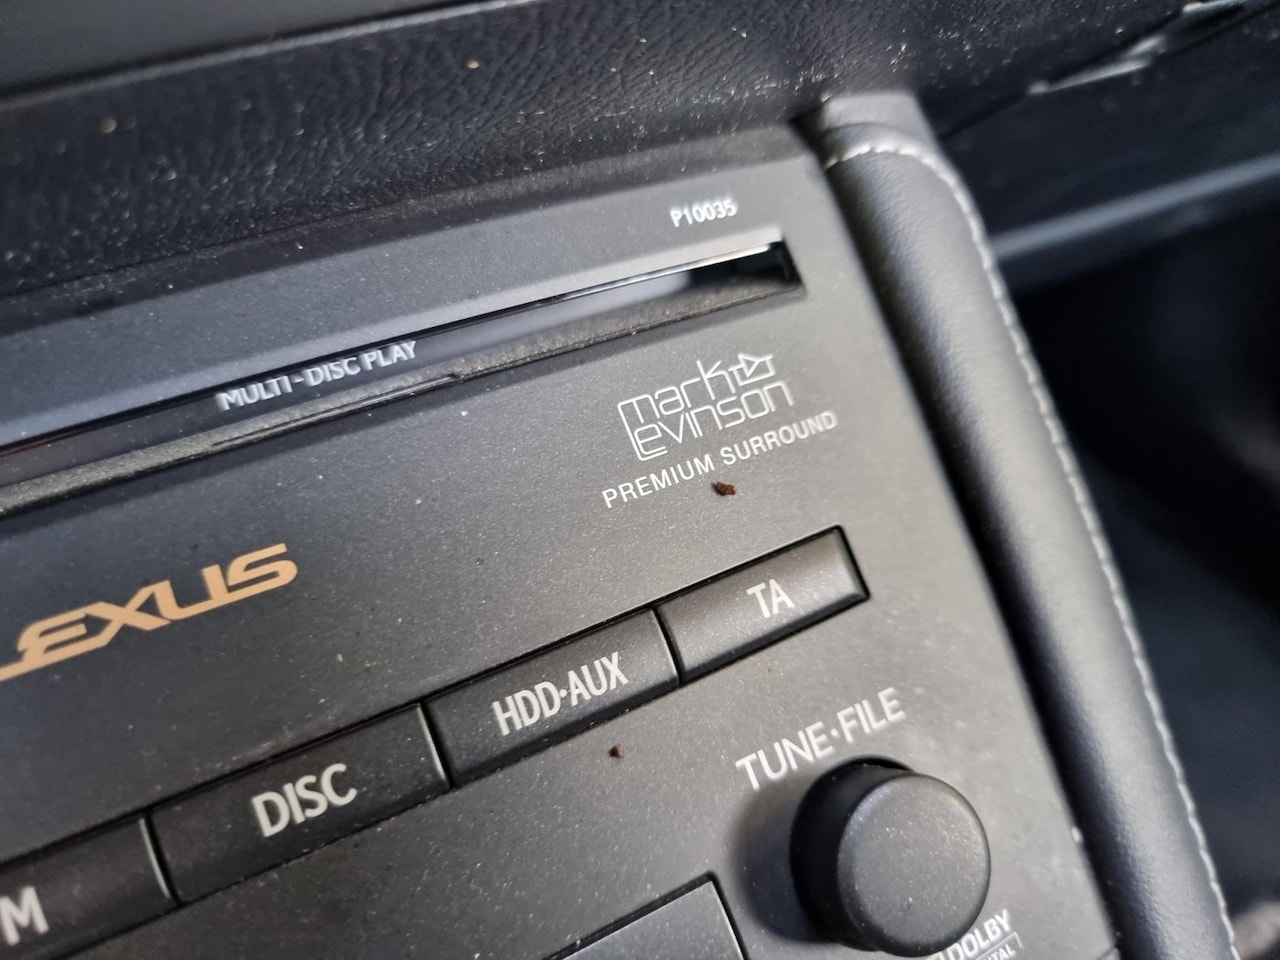 P10035
MULTI-DISC PLAY
mark
Levinson
PREMIUM SURROUND
LEXUS
TA
HDD·AUX
DISC
M
TUNE·FILE
DOLBY